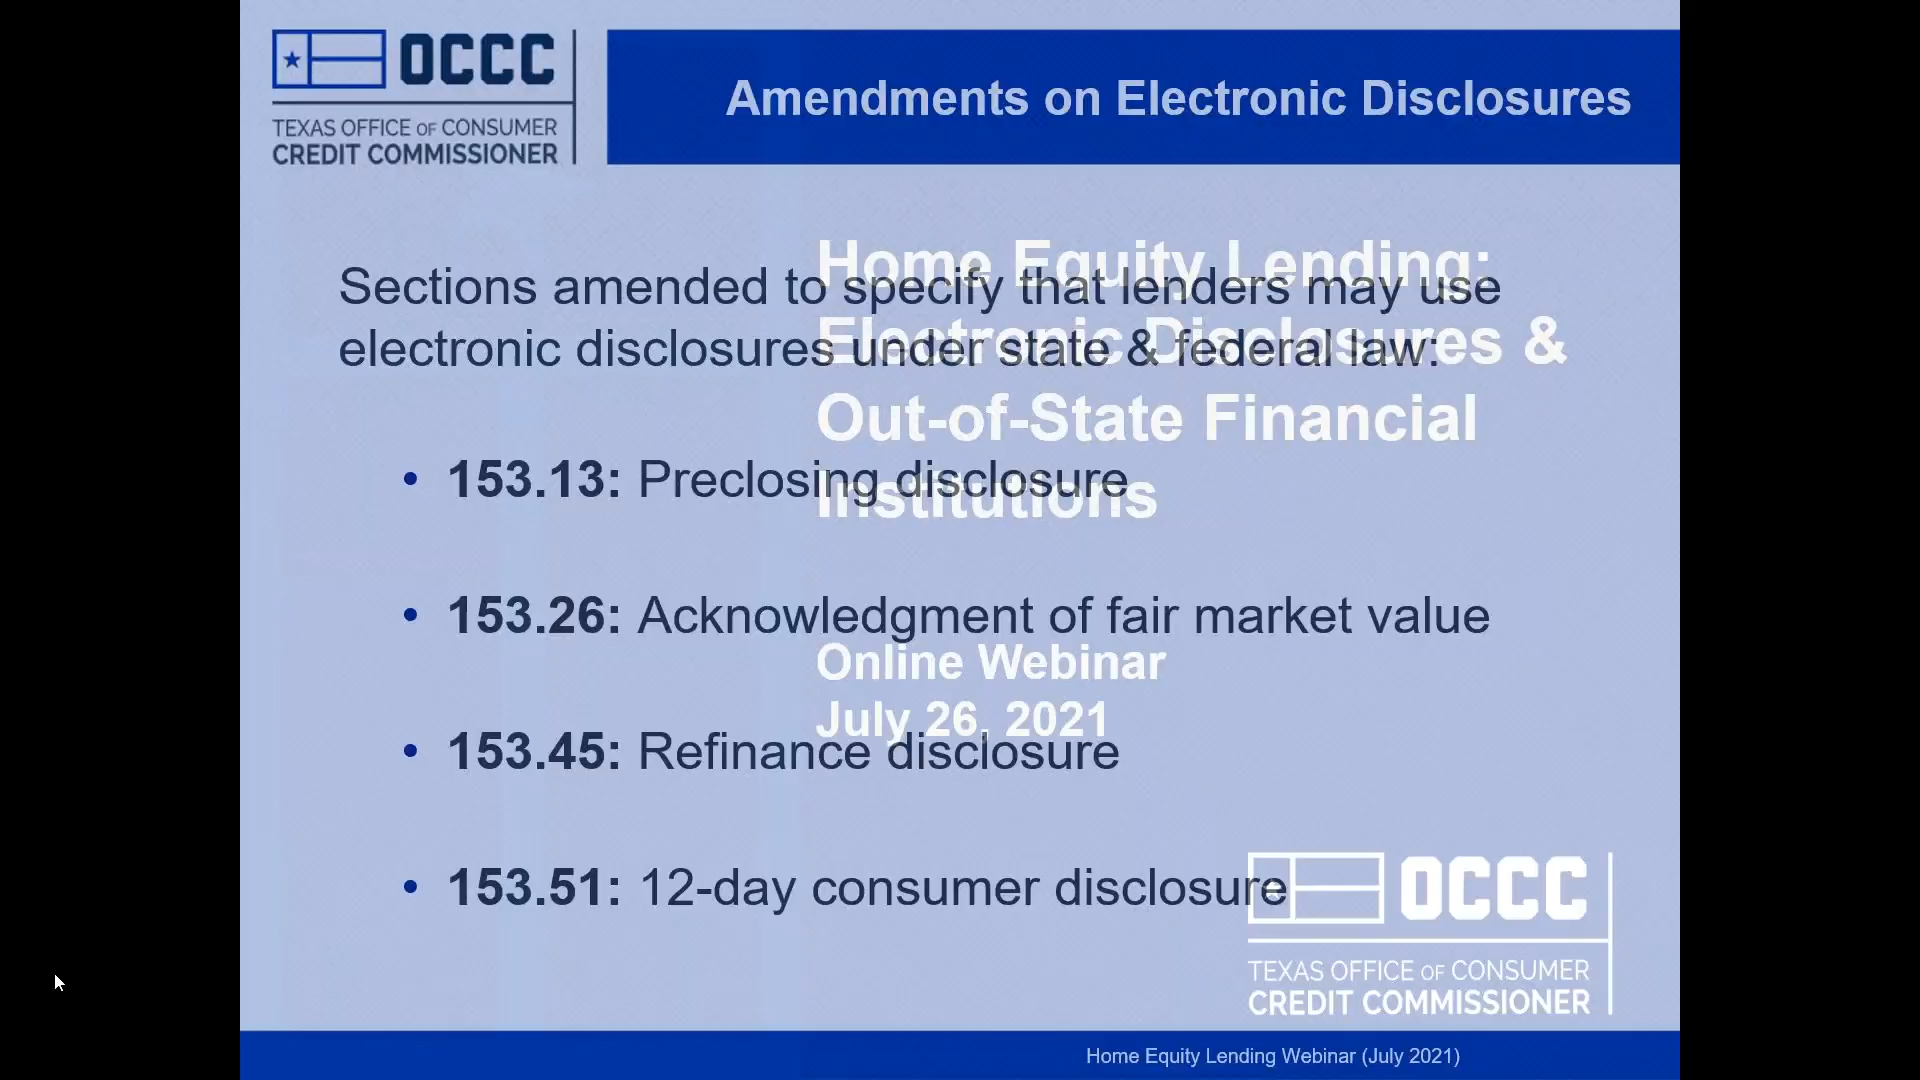 OCCC
TEXAS OFFICE OF CONSUMER
CREDIT COMMISSIONER
Amendments on Electronic Disclosures
Sections amended to specify that lenders may use
electronic disclosures under state & federal law:
• 153.13: Preclosing disclosure
• 153.26: Acknowledgment of fair market value
• 153.45: Refinance disclosure
• 153.51: 12-day consumer disclosure
Home Equity Lending:
Electronic Disclosures &
Out-of-State Financial
Institutions
Online Webinar
July 26, 2021
OCCC
TEXAS OFFICE OF CONSUMER
CREDIT COMMISSIONER
Home Equity Lending Webinar (July 2021)